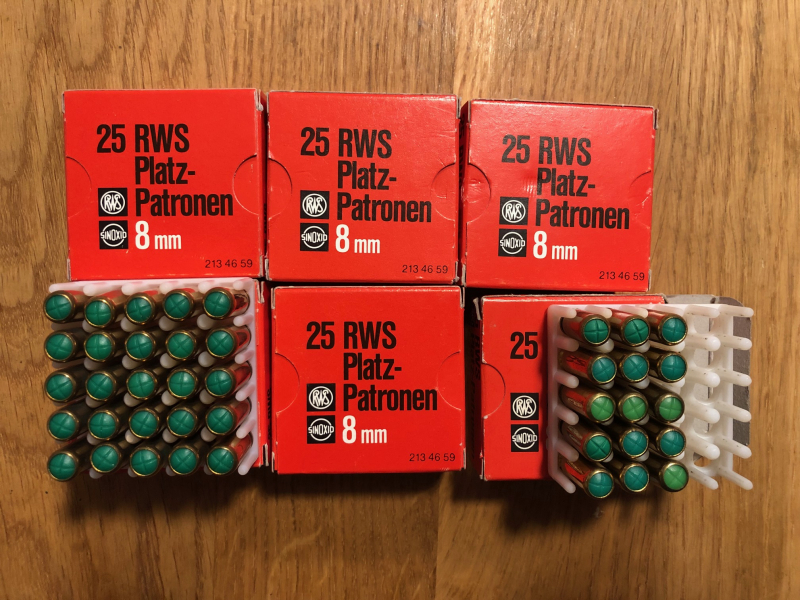 25 RWS
Platz-
Patronen
RWS
SINOXID
8 mm
213 46 59
25 RWS
Platz-
Patronen
RWS
SINOXID
8 mm
213 46 59
25 RWS
Platz-
Patronen
RWS
SINOXID
8 mm
213 46 59
25 RWS
Platz-
Patronen
RWS
SINOXID
8 mm
213 46 59
25
RWS
SINOXID